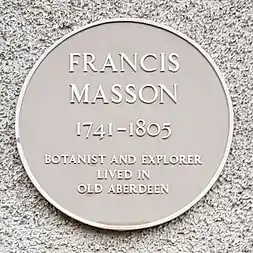 FRANCIS
MASSON
1741-1805
BOTANIST AND EXPLORER
LIVED IN
OLD ABERDEEN